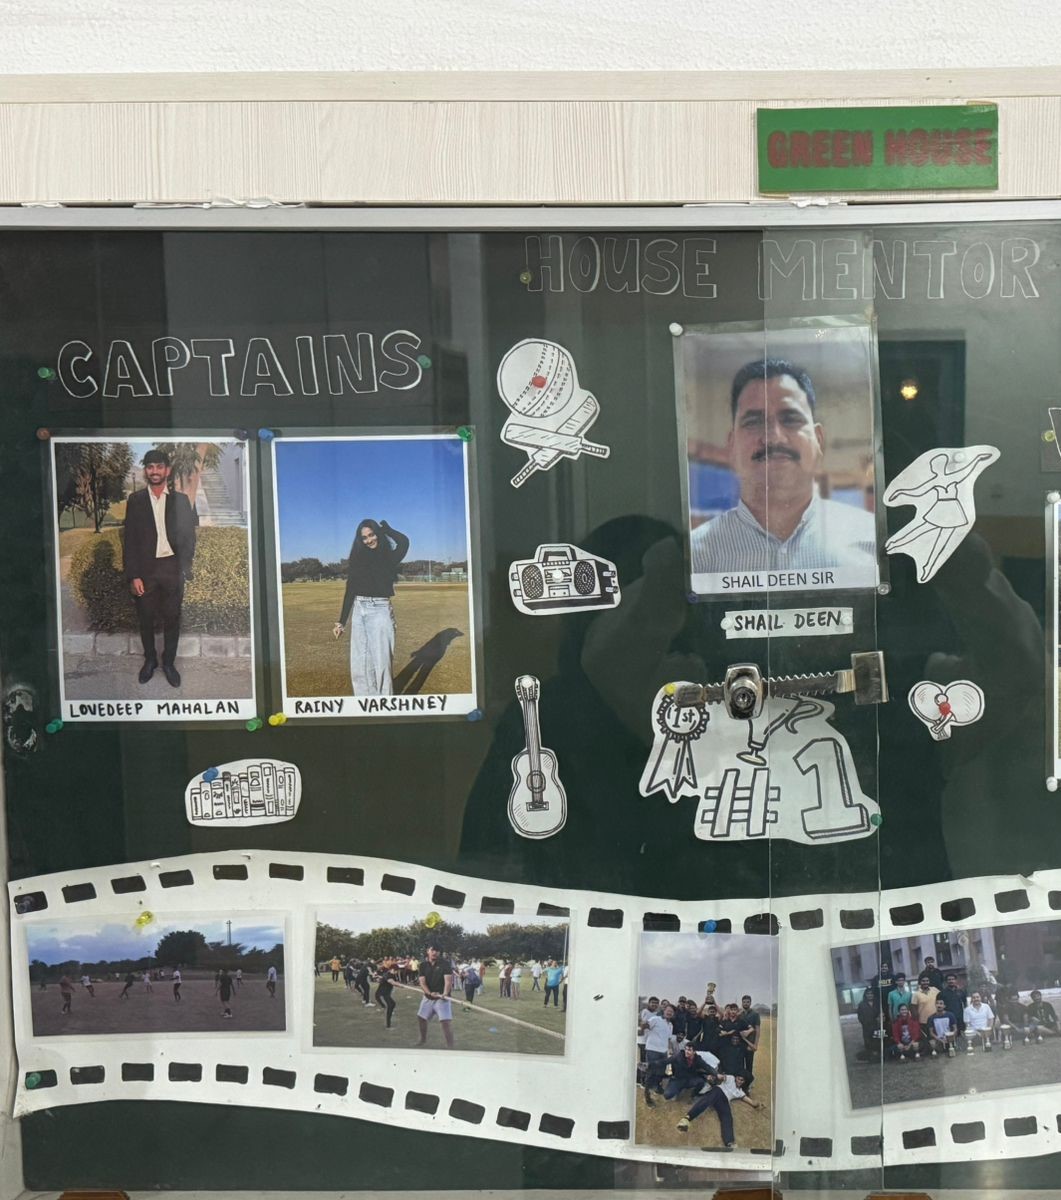 GREEN HOUSE
HOUSE MENTOR
CAPTAINS
SHAIL DEEN SIR
SHAIL DEEN
LOVEDEEP MAHALAN
RAINY VARSHNEY
1st
#1